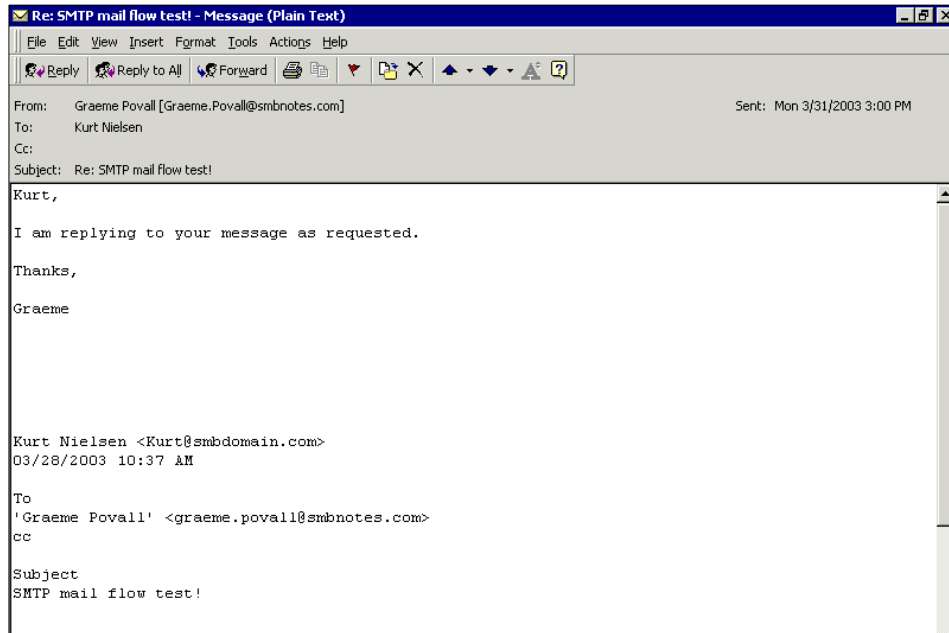 Re: SMTP mail flow test! - Message (Plain Text)
File Edit View Insert Format Tools Actions Help
Reply Reply to All Forward
From: Graeme Povall [Graeme.Povall@smbnotes.com] Sent: Mon 3/31/2003 3:00 PM
To: Kurt Nielsen
Cc:
Subject: Re: SMTP mail flow test!
Kurt,
I am replying to your message as requested.
Thanks,
Graeme
Kurt Nielsen <Kurt@smbdomain.com>
03/28/2003 10:37 AM
To
'Graeme Povall' <graeme.povall@smbnotes.com>
cc
Subject
SMTP mail flow test!